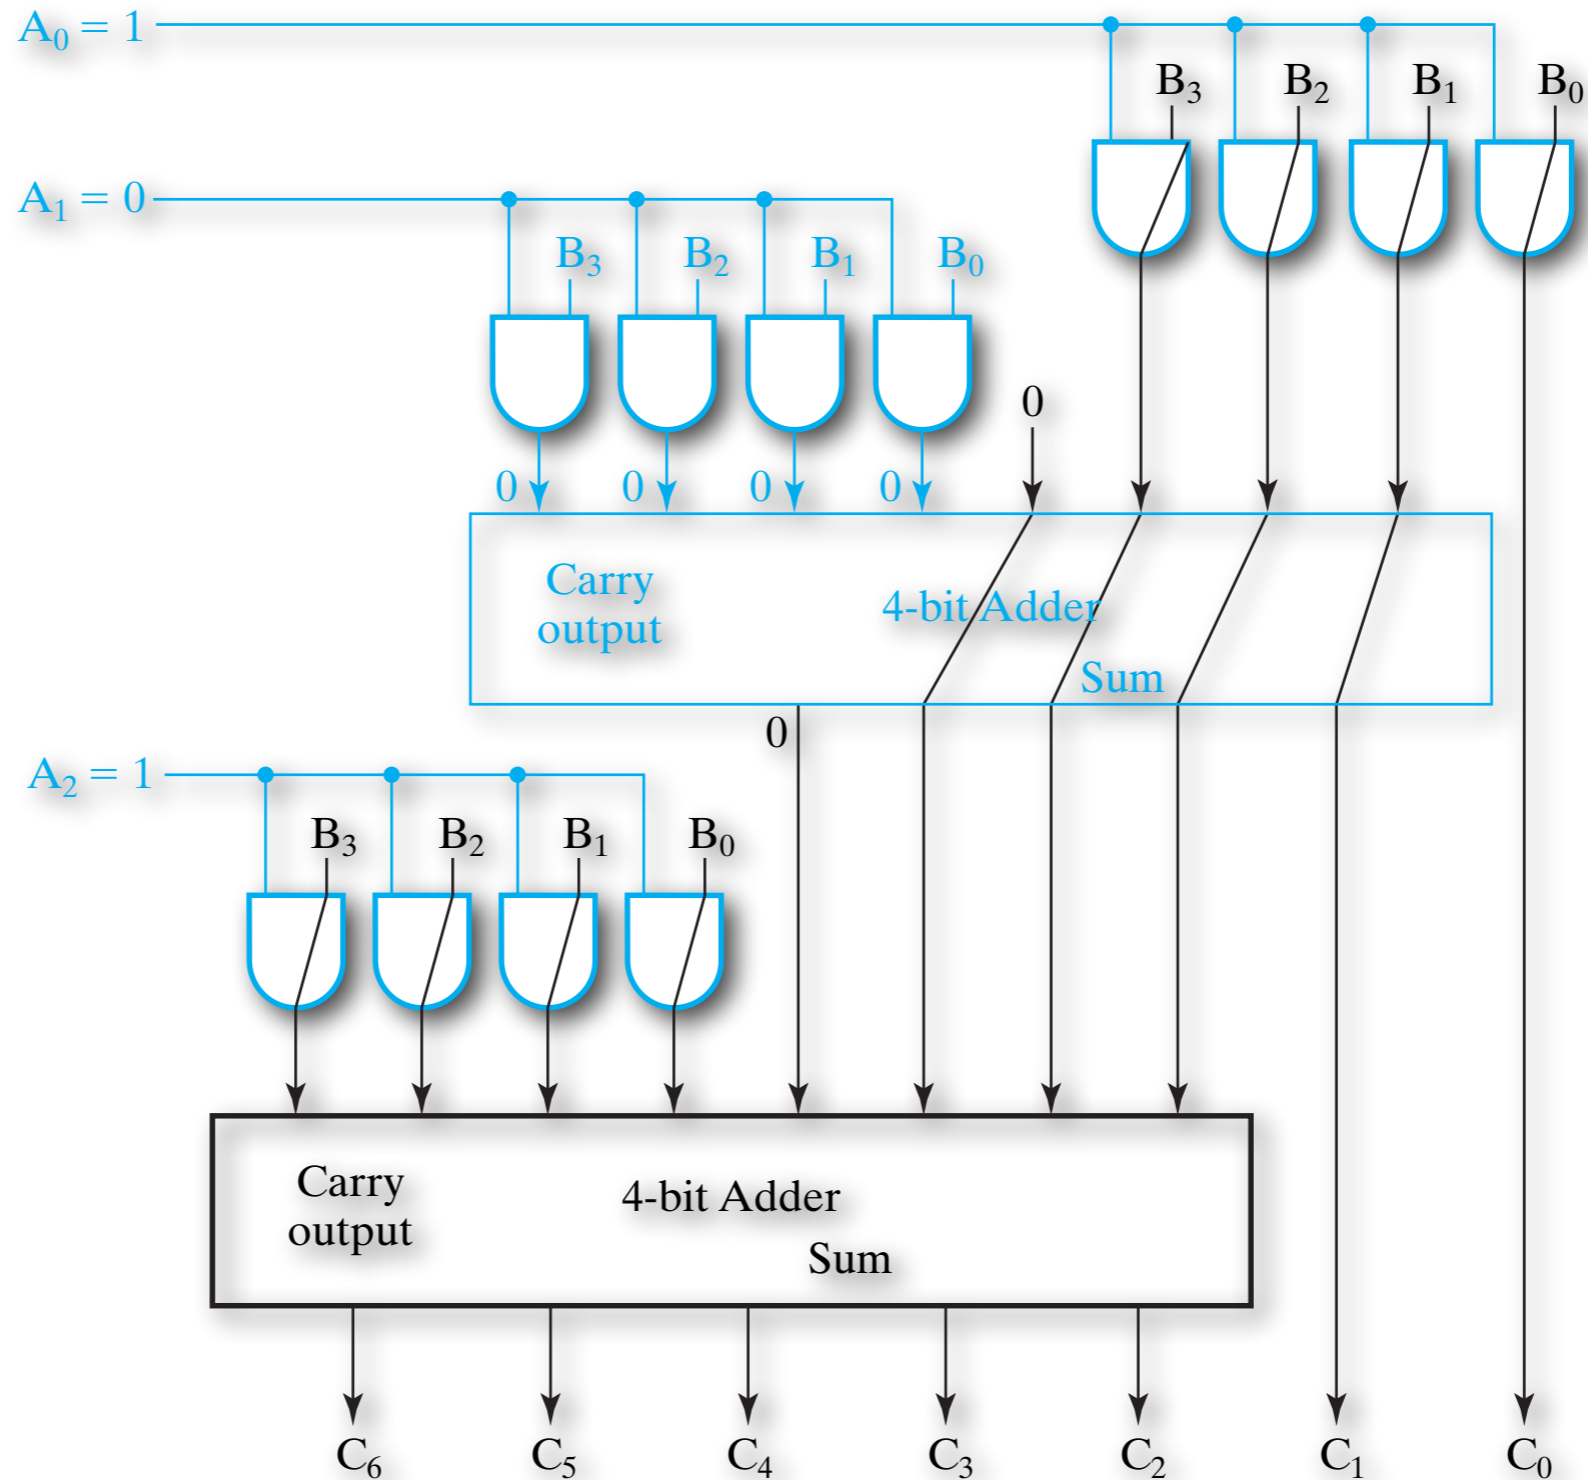 A₀ = 1
B₃ B₂ B₁ B₀
A₁ = 0
B₃ B₂ B₁ B₀
0
0 0 0 0
Carry
output
4-bit Adder
Sum
0
A₂ = 1
B₃ B₂ B₁ B₀
Carry
output
4-bit Adder
Sum
C₆ C₅ C₄ C₃ C₂ C₁ C₀